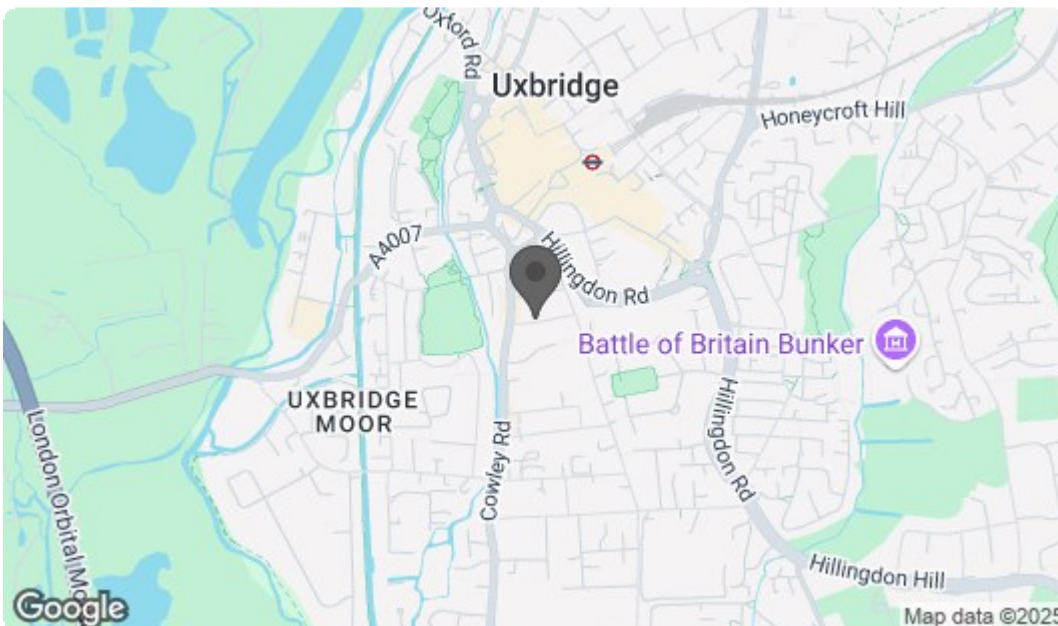 Oxford Rd
Uxbridge
Honeycroft Hill
A4007
Hillingdon Rd
Battle of Britain Bunker
UXBRIDGE
MOOR
Hillingdon Rd
Cowley Rd
London Orbital Mo
Hillingdon Hill
Google
Map data ©2025